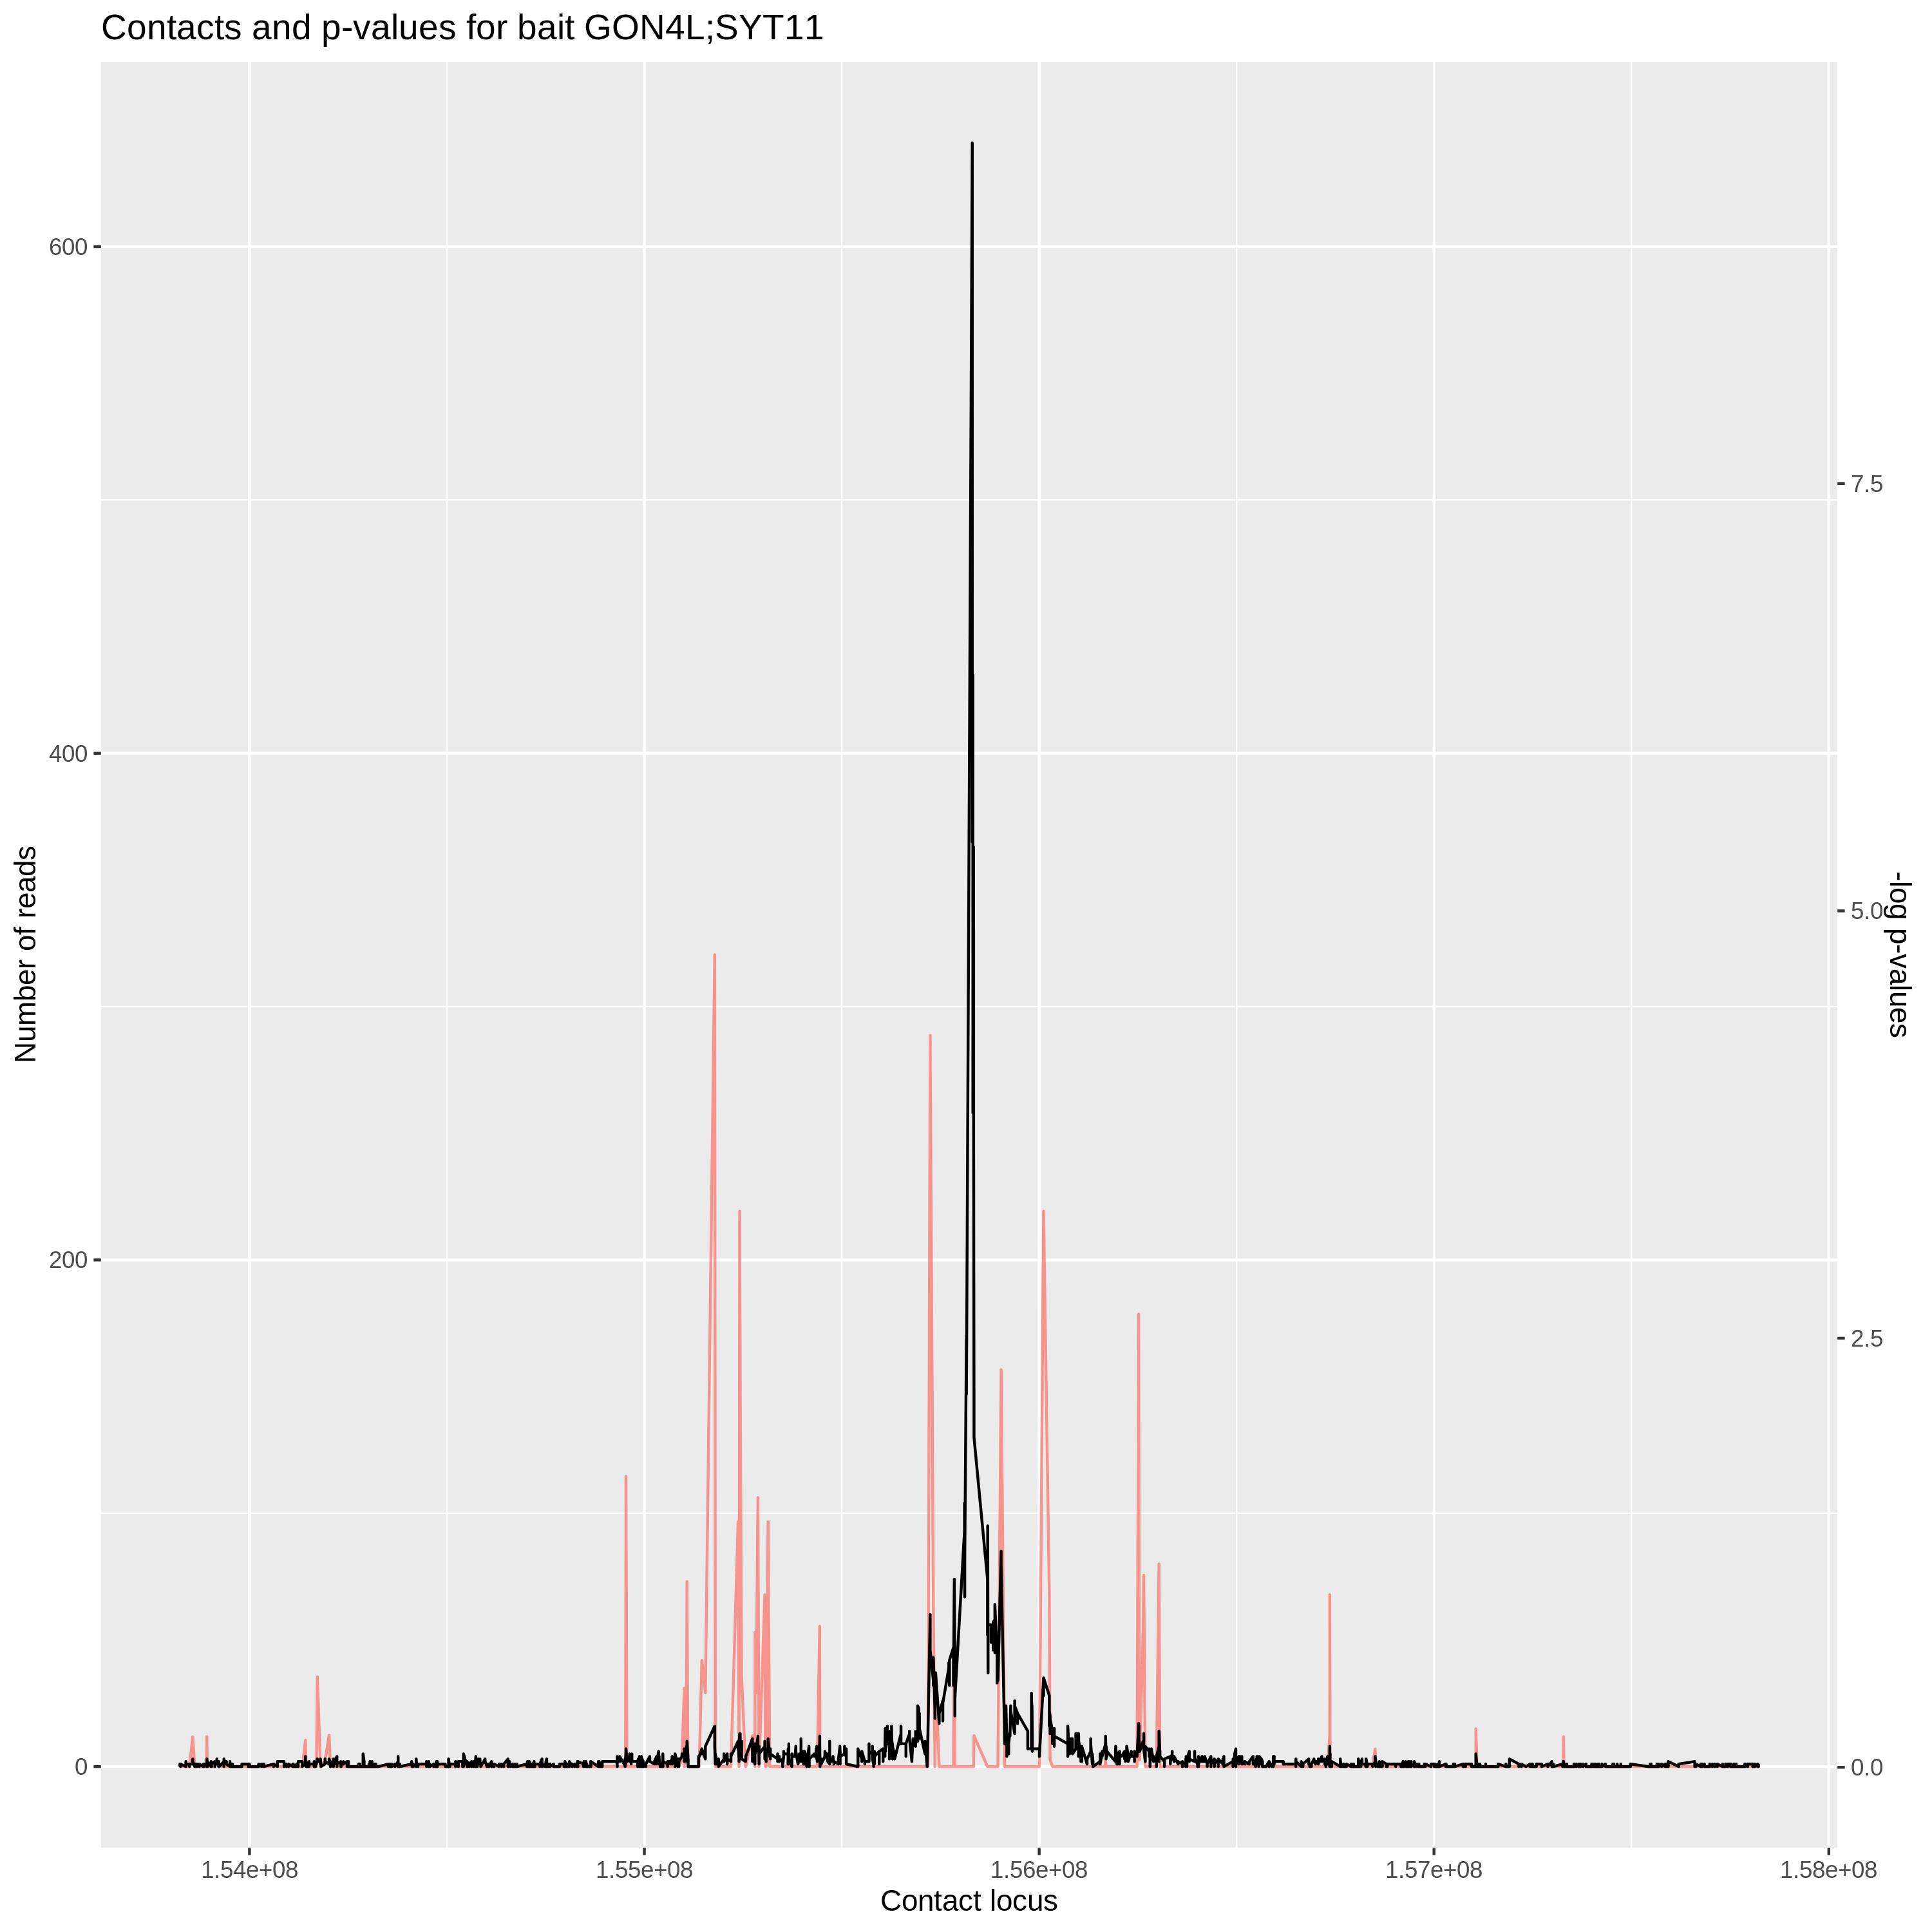 Contacts and p-values for bait GON4L;SYT11
600
400
200
0
Number of reads
7.5
5.0
2.5
0.0
-log p-values
1.54e+08
1.55e+08
1.56e+08
1.57e+08
1.58e+08
Contact locus